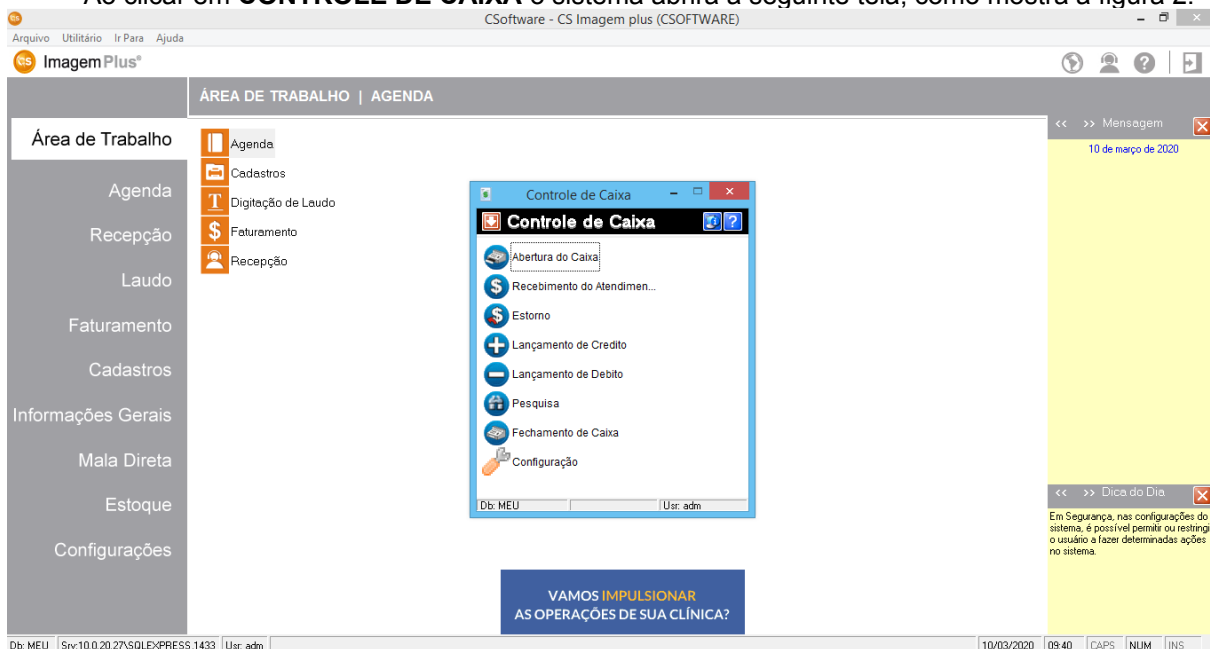 Ao clicar em CONTROLE DE CAIXA o sistema abrirá a seguinte tela, como mostra a figura 2.
CSoftware - CS Imagem plus (CSOFTWARE)
Arquivo Utilitário Ir Para Ajuda
cs Imagem Plus®
ÁREA DE TRABALHO | AGENDA
Área de Trabalho
Agenda
Recepção
Laudo
Faturamento
Cadastros
Informações Gerais
Mala Direta
Estoque
Configurações
Agenda
Cadastros
Digitação de Laudo
Faturamento
Recepção
Controle de Caixa
Controle de Caixa
Abertura do Caixa
Recebimento do Atendimen...
Estorno
Lançamento de Credito
Lançamento de Debito
Pesquisa
Fechamento de Caixa
Configuração
Db: MEU Usr: adm
VAMOS IMPULSIONAR
AS OPERAÇÕES DE SUA CLÍNICA?
<< >> Mensagem
10 de março de 2020
<< >> Dica do Dia
Em Segurança, nas configurações do
sistema, é possível permitir ou restringi
o usuário a fazer determinadas ações
no sistema.
Db: MEU Srv:10.0.20.27\SQLEXPRESS,1433 Usr: adm 10/03/2020 09:40 CAPS NUM INS